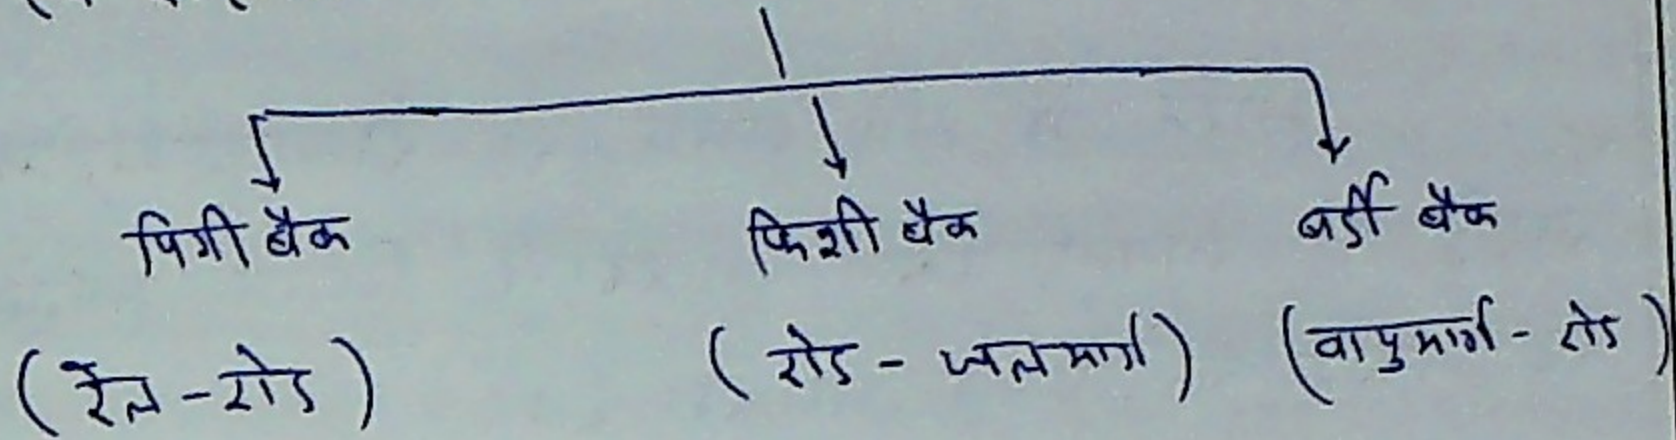 पिगी बैक फिशी बैक बर्डी बैक
(रेल - रोड) (रोड - जलमार्ग) (वायुमार्ग - रोड)